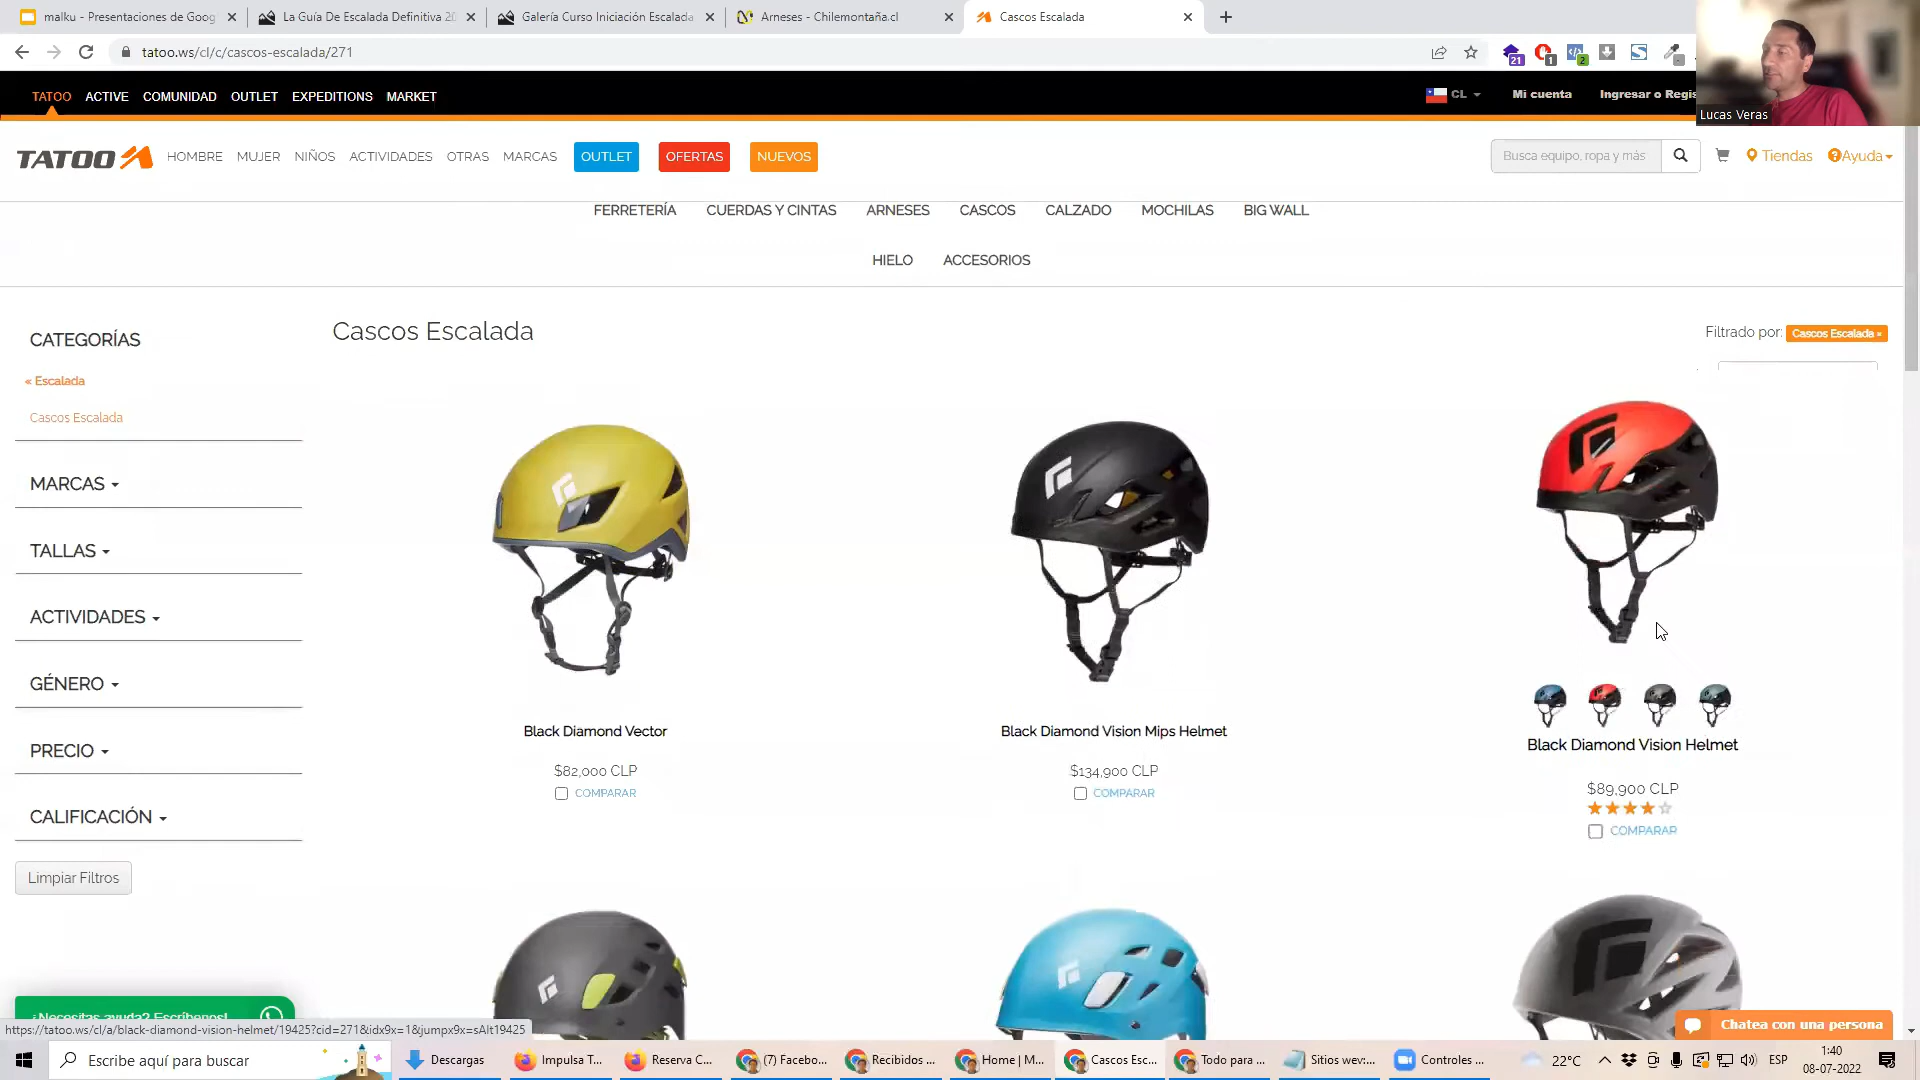 malku - Presentaciones de Goog
La Guía De Escalada Definitiva 20
Galería Curso Iniciación Escalada
Arneses - Chilemontaña.cl
Cascos Escalada
tatoo.ws/cl/c/cascos-escalada/271
21
1
2
Lucas Veras
TATOO ACTIVE COMUNIDAD OUTLET EXPEDITIONS MARKET
CL Mi cuenta Ingresar o Regis
TATOO HOMBRE MUJER NIÑOS ACTIVIDADES OTRAS MARCAS OUTLET OFERTAS NUEVOS
Busca equipo, ropa y más
Tiendas
Ayuda
FERRETERÍA CUERDAS Y CINTAS ARNESES CASCOS CALZADO MOCHILAS BIG WALL
HIELO ACCESORIOS
CATEGORÍAS
« Escalada
Cascos Escalada
MARCAS
TALLAS
ACTIVIDADES
GÉNERO
PRECIO
CALIFICACIÓN
Limpiar Filtros
Cascos Escalada
Filtrado por: Cascos Escalada ×
Black Diamond Vector
$82,000 CLP
COMPARAR
Black Diamond Vision Mips Helmet
$134,900 CLP
COMPARAR
Black Diamond Vision Helmet
$89,900 CLP
COMPARAR
¿Necesitas ayuda? Escríbenos!
https://tatoo.ws/cl/a/black-diamond-vision-helmet/19425?cid=271&idx9x=1&jumpx9x=sAlt19425
Chatea con una persona
Escribe aquí para buscar
Descargas
Impulsa T...
Reserva C...
(7) Facebo...
Recibidos ...
Home | M...
Cascos Esc...
Todo para ...
Sitios wev:...
Controles ...
22°C
ESP
1:40
08-07-2022